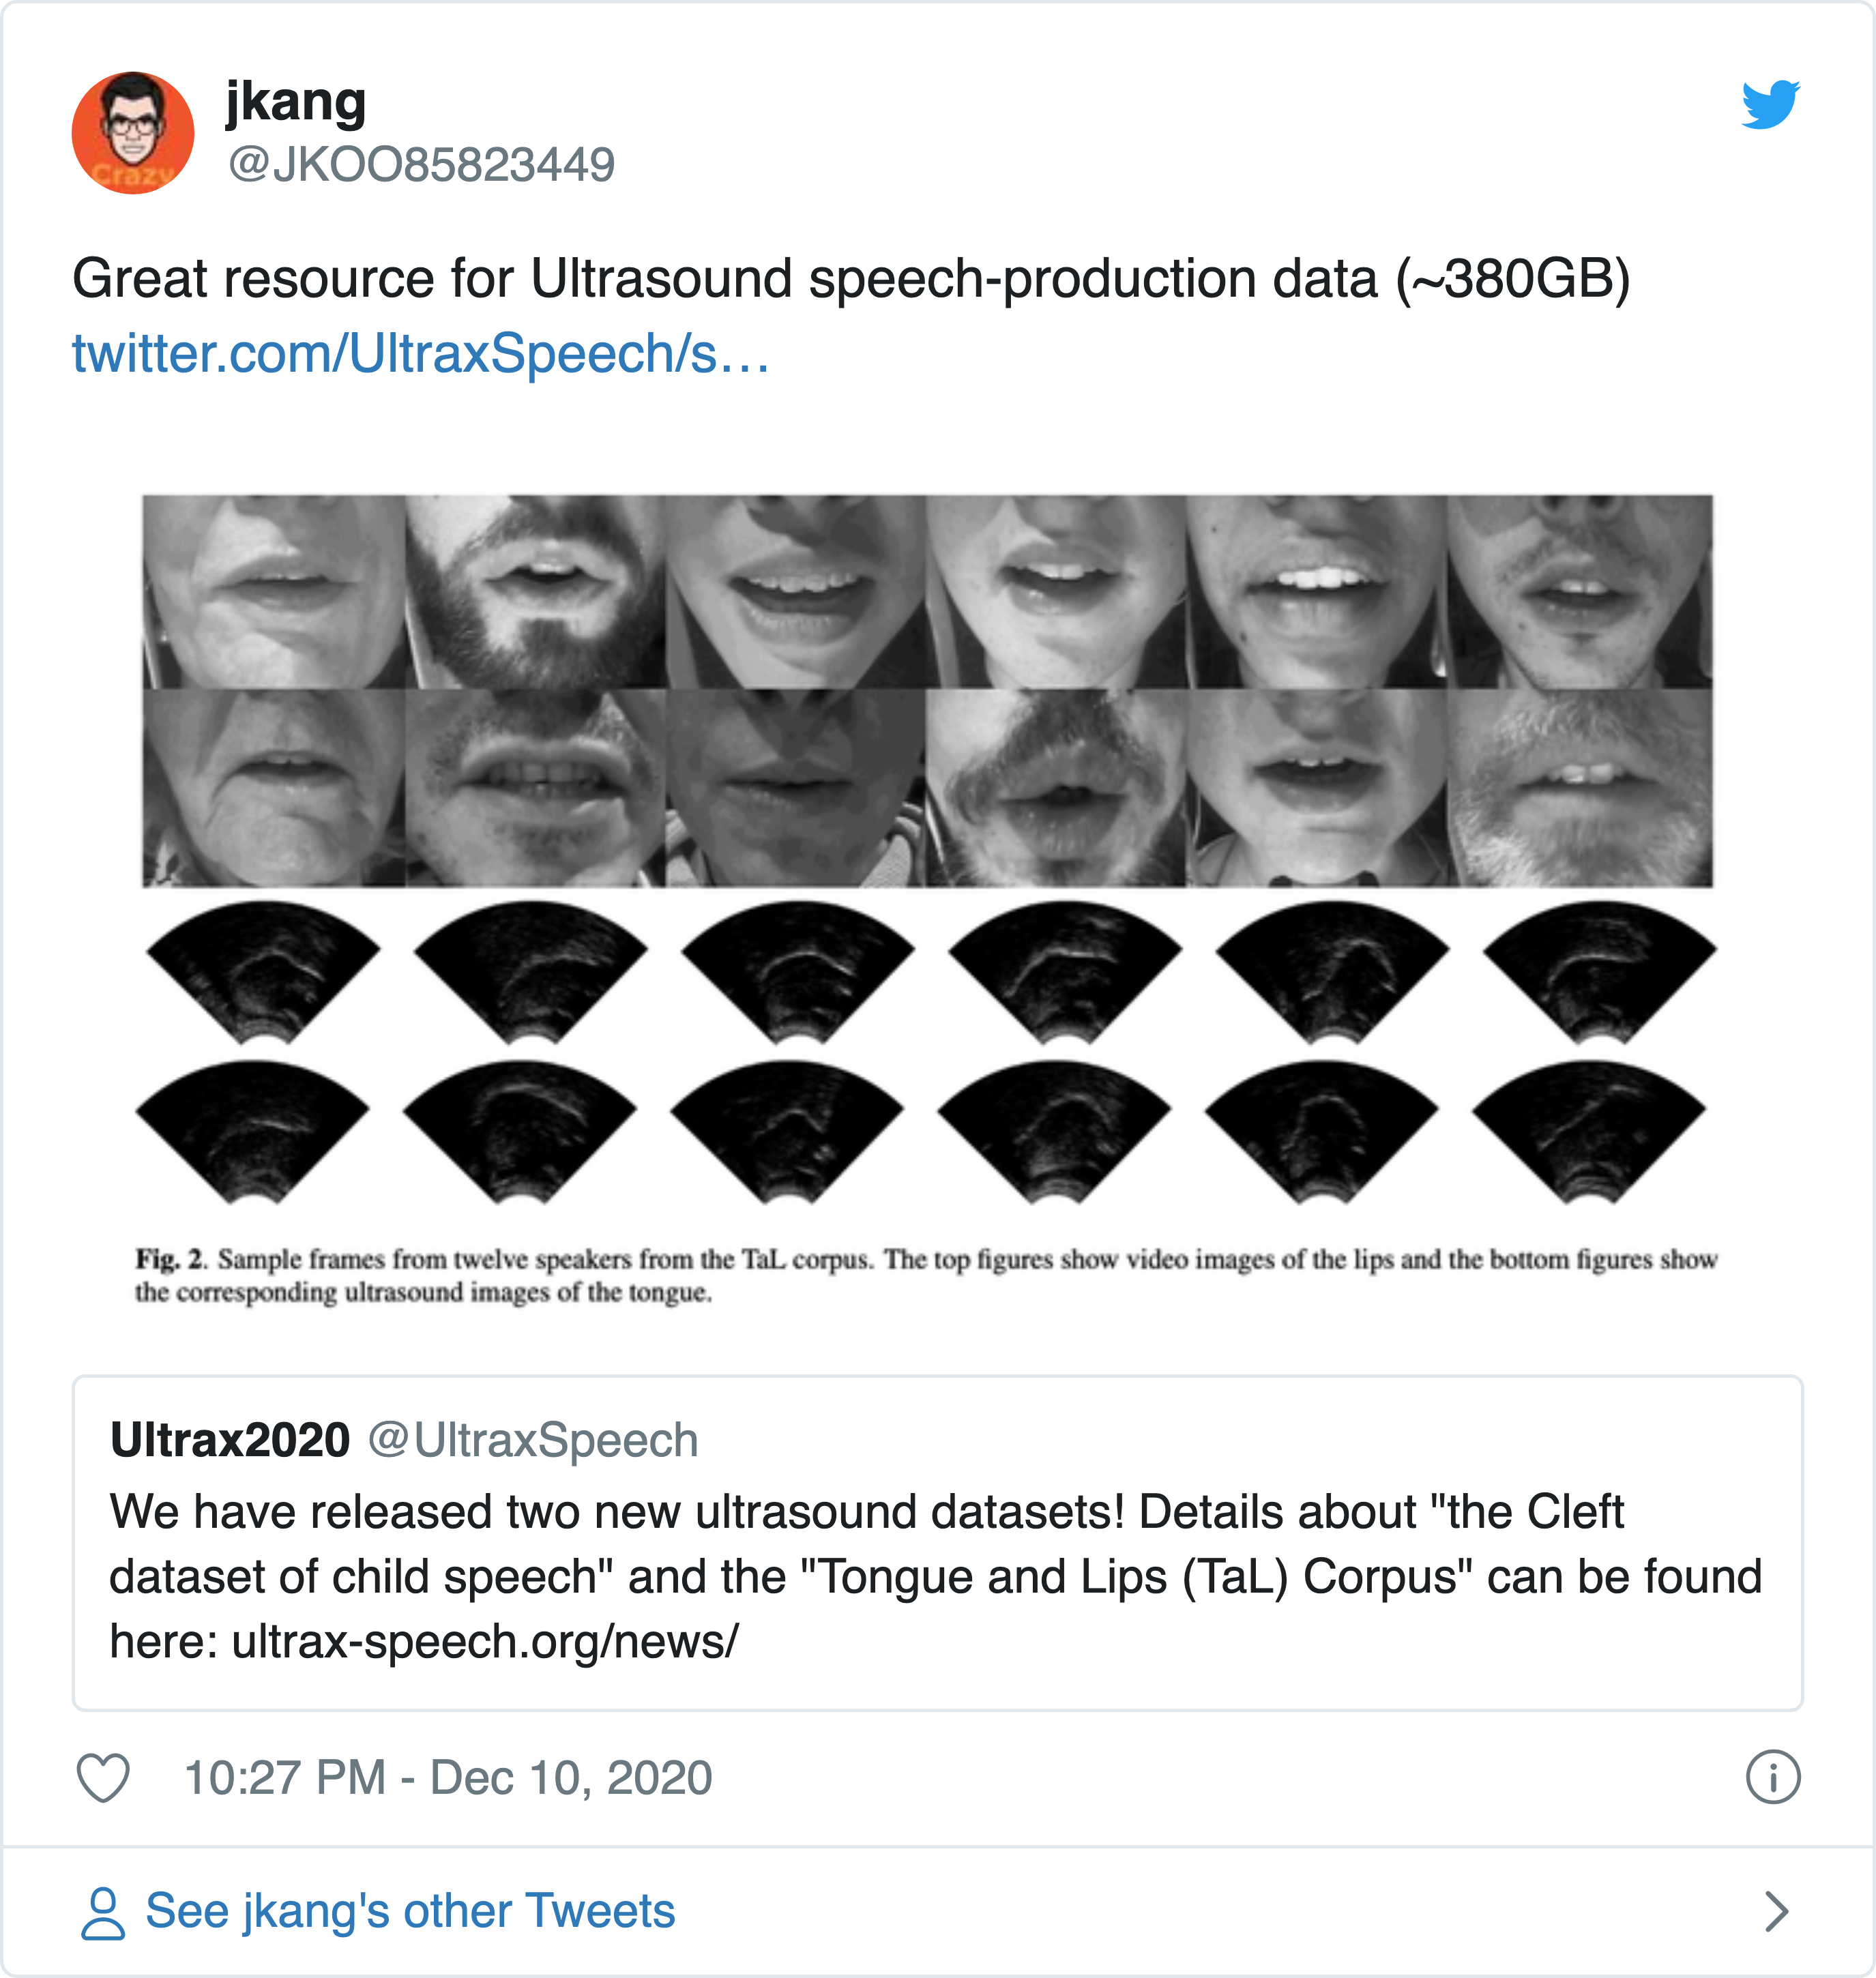 jkang
@JKOO85823449
Crazy
Great resource for Ultrasound speech-production data (~380GB)
twitter.com/UltraxSpeech/s…
Fig. 2. Sample frames from twelve speakers from the TaL corpus. The top figures show video images of the lips and the bottom figures show
the corresponding ultrasound images of the tongue.
Ultrax2020 @UltraxSpeech
We have released two new ultrasound datasets! Details about "the Cleft
dataset of child speech" and the "Tongue and Lips (TaL) Corpus" can be found
here: ultrax-speech.org/news/
10:27 PM - Dec 10, 2020
See jkang's other Tweets